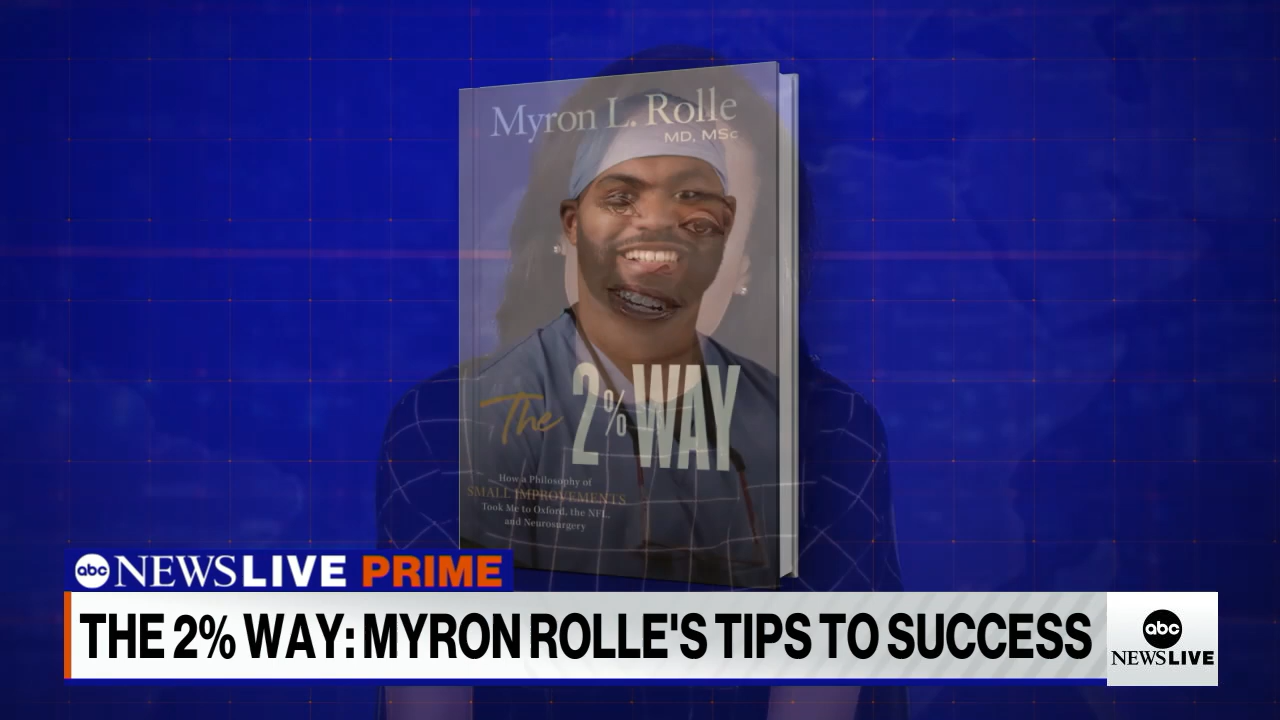 Myron L. Rolle
MD, MSc
The 2% WAY
How a Philosophy of
SMALL IMPROVEMENTS
Took Me to Oxford, the NFL,
and Neurosurgery
abc NEWS LIVE PRIME
THE 2% WAY: MYRON ROLLE'S TIPS TO SUCCESS
abc
NEWS LIVE